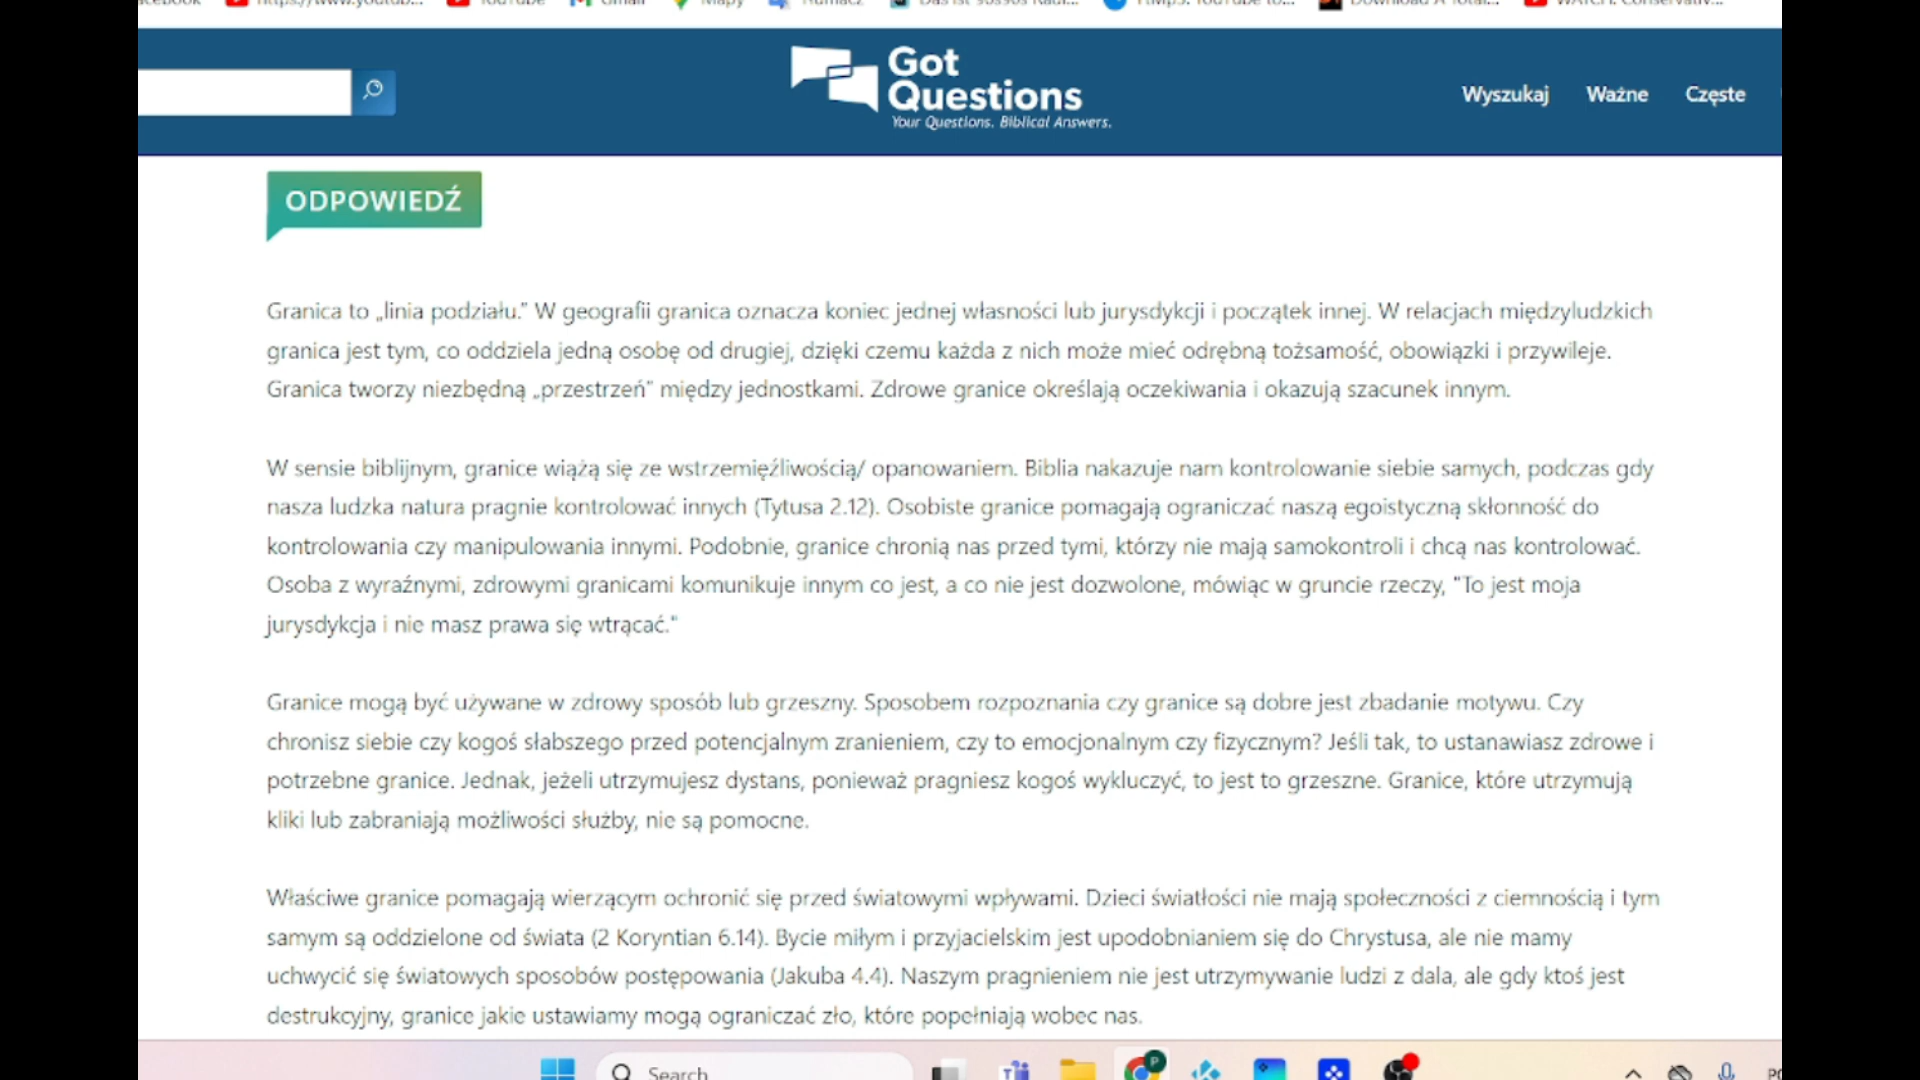 Got
Questions
Your Questions. Biblical Answers.
Wyszukaj Ważne Częste
ODPOWIEDŹ
Granica to „linia podziału.” W geografii granica oznacza koniec jednej własności lub jurysdykcji i początek innej. W relacjach międzyludzkich
granica jest tym, co oddziela jedną osobę od drugiej, dzięki czemu każda z nich może mieć odrębną tożsamość, obowiązki i przywileje.
Granica tworzy niezbędną „przestrzeń” między jednostkami. Zdrowe granice określają oczekiwania i okazują szacunek innym.
W sensie biblijnym, granice wiążą się ze wstrzemięźliwością/ opanowaniem. Biblia nakazuje nam kontrolowanie siebie samych, podczas gdy
nasza ludzka natura pragnie kontrolować innych (Tytusa 2.12). Osobiste granice pomagają ograniczać naszą egoistyczną skłonność do
kontrolowania czy manipulowania innymi. Podobnie, granice chronią nas przed tymi, którzy nie mają samokontroli i chcą nas kontrolować.
Osoba z wyraźnymi, zdrowymi granicami komunikuje innym co jest, a co nie jest dozwolone, mówiąc w gruncie rzeczy, "To jest moja
jurysdykcja i nie masz prawa się wtrącać."
Granice mogą być używane w zdrowy sposób lub grzeszny. Sposobem rozpoznania czy granice są dobre jest zbadanie motywu. Czy
chronisz siebie czy kogoś słabszego przed potencjalnym zranieniem, czy to emocjonalnym czy fizycznym? Jeśli tak, to ustanawiasz zdrowe i
potrzebne granice. Jednak, jeżeli utrzymujesz dystans, ponieważ pragniesz kogoś wykluczyć, to jest to grzeszne. Granice, które utrzymują
kliki lub zabraniają możliwości służby, nie są pomocne.
Właściwe granice pomagają wierzącym ochronić się przed światowymi wpływami. Dzieci światłości nie mają społeczności z ciemnością i tym
samym są oddzielone od świata (2 Koryntian 6.14). Bycie miłym i przyjacielskim jest upodobnianiem się do Chrystusa, ale nie mamy
uchwycić się światowych sposobów postępowania (Jakuba 4.4). Naszym pragnieniem nie jest utrzymywanie ludzi z dala, ale gdy ktoś jest
destrukcyjny, granice jakie ustawiamy mogą ograniczać zło, które popełniają wobec nas.
Search